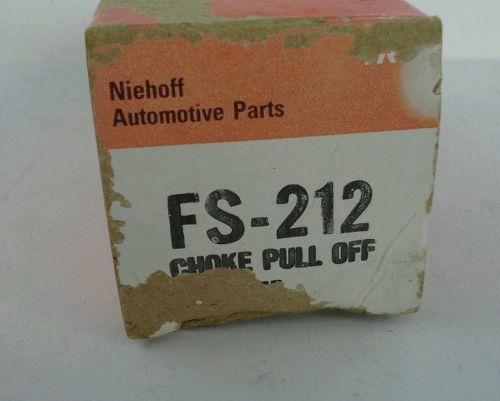 Niehoff
Automotive Parts
FS-212
CHOKE PULL OFF